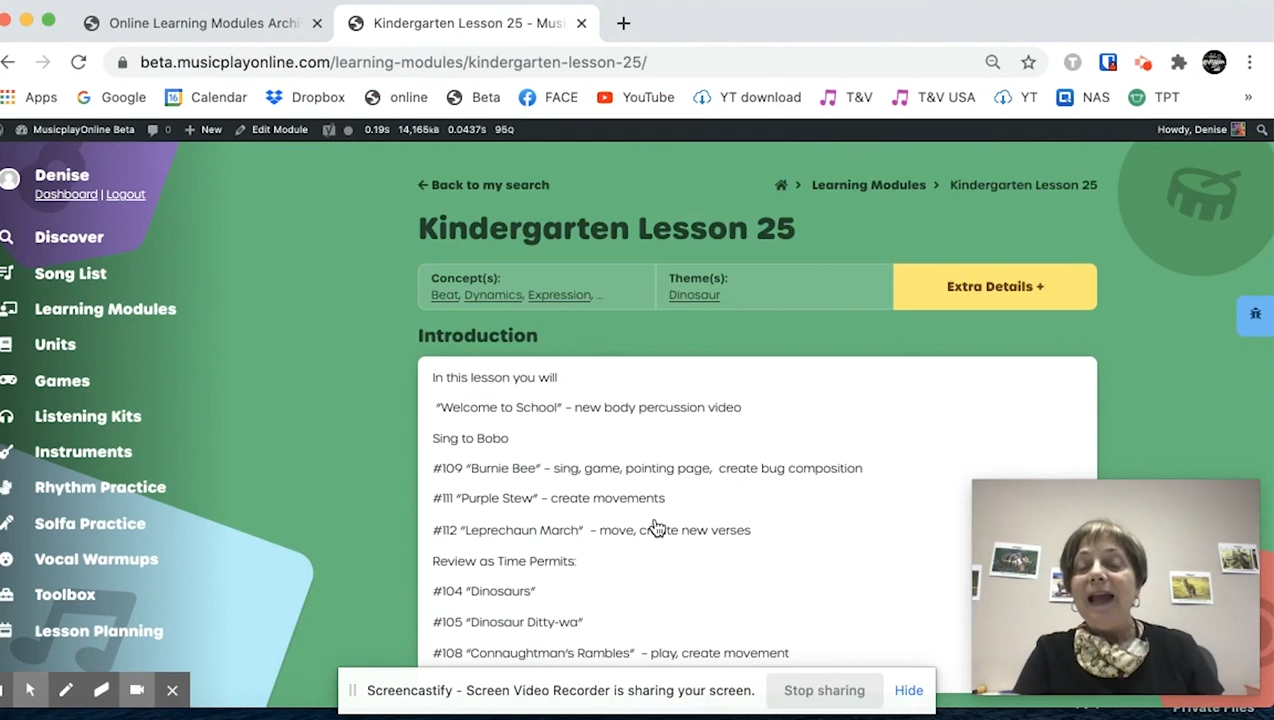 Online Learning Modules Archi
Kindergarten Lesson 25 - Musi
beta.musicplayonline.com/learning-modules/kindergarten-lesson-25/
Apps Google Calendar Dropbox online Beta FACE YouTube YT download T&V T&V USA YT NAS TPT »
MusicplayOnline Beta 0 New Edit Module 0.19s 14,165kB 0.0437s 95Q Howdy, Denise
Denise
Dashboard | Logout
Discover
Song List
Learning Modules
Units
Games
Listening Kits
Instruments
Rhythm Practice
Solfa Practice
Vocal Warmups
Toolbox
Lesson Planning
← Back to my search
> Learning Modules > Kindergarten Lesson 25
Kindergarten Lesson 25
Concept(s):
Beat, Dynamics, Expression, ..
Theme(s):
Dinosaur
Extra Details +
Introduction
In this lesson you will
“Welcome to School” – new body percussion video
Sing to Bobo
#109 “Burnie Bee” – sing, game, pointing page, create bug composition
#111 “Purple Stew” – create movements
#112 “Leprechaun March” – move, new verses
Review as Time Permits:
#104 “Dinosaurs”
#105 “Dinosaur Ditty-wa”
#108 “Connaughtman's Rambles” – play, create movement
Screencastify - Screen Video Recorder is sharing your screen.
Stop sharing
Hide
Private Files